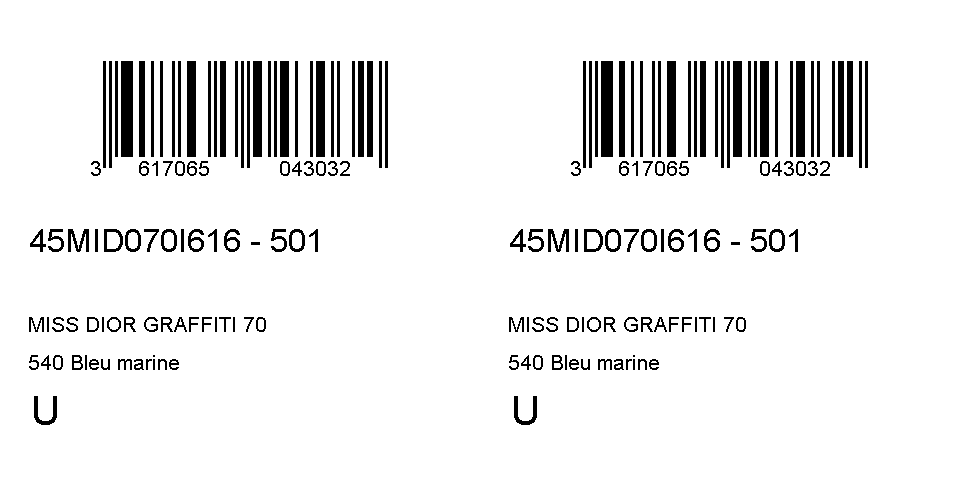 3 617065 043032
45MID070I616 - 501
MISS DIOR GRAFFITI 70
540 Bleu marine
U
3 617065 043032
45MID070I616 - 501
MISS DIOR GRAFFITI 70
540 Bleu marine
U